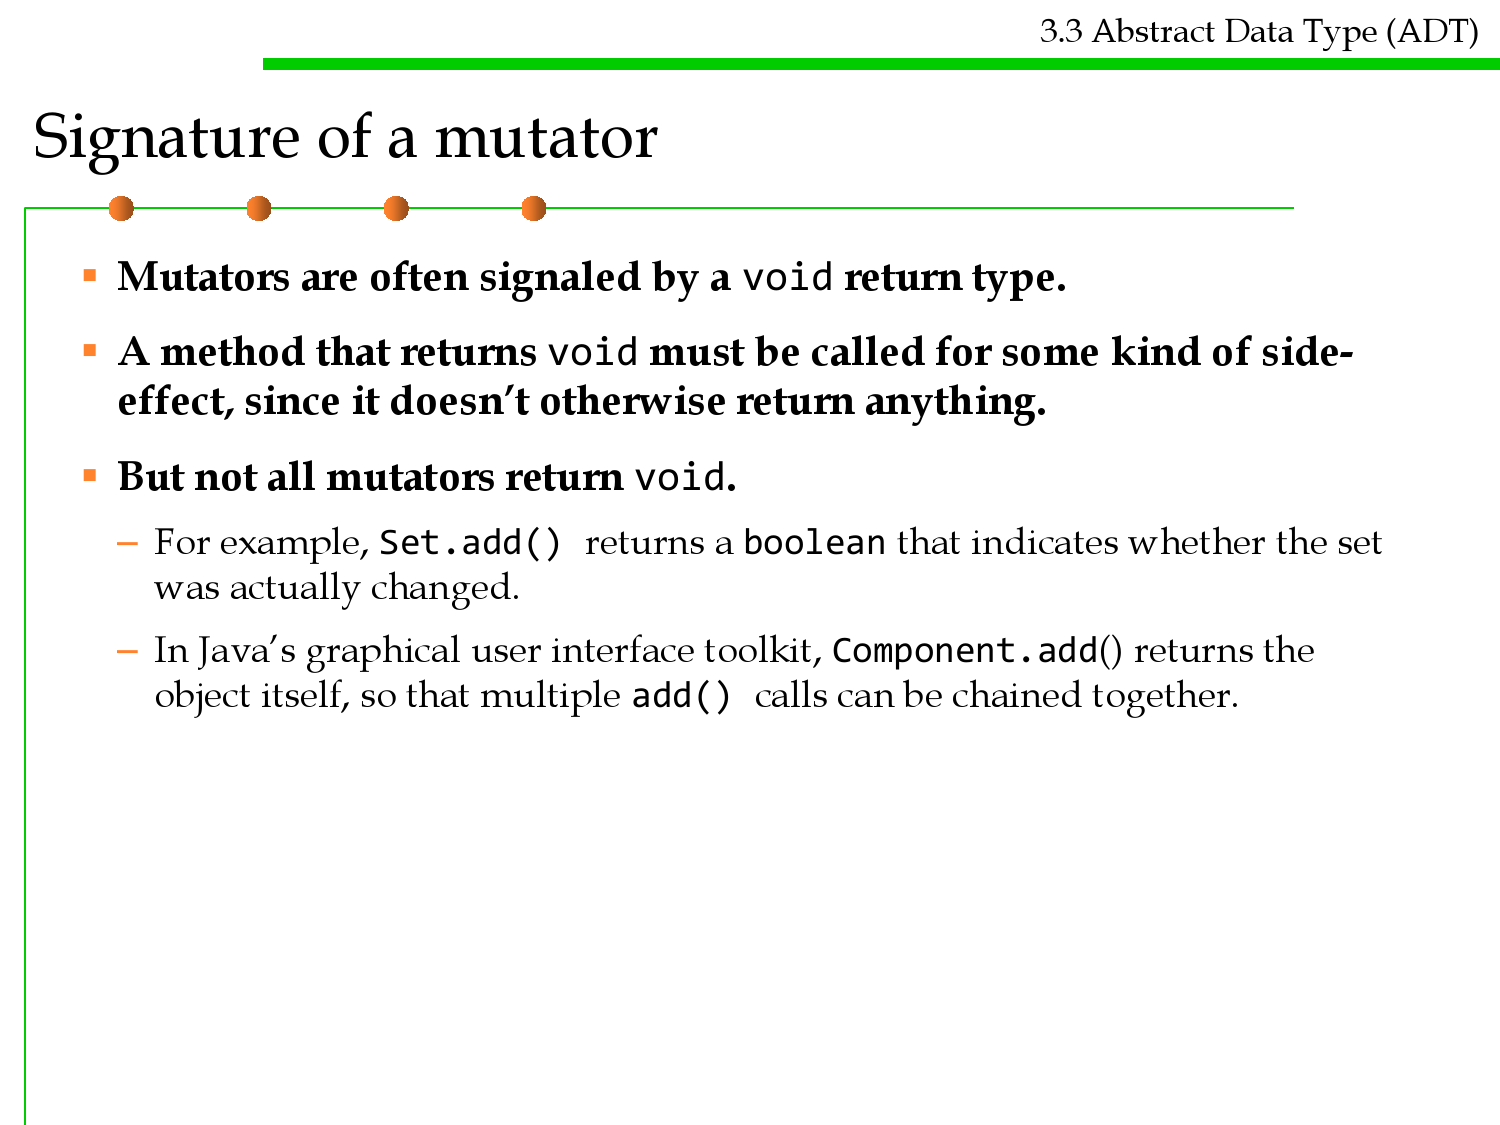 3.3 Abstract Data Type (ADT)
Signature of a mutator
▪ Mutators are often signaled by a void return type.
▪ A method that returns void must be called for some kind of side-
effect, since it doesn’t otherwise return anything.
▪ But not all mutators return void.
– For example, Set.add() returns a boolean that indicates whether the set
was actually changed.
– In Java’s graphical user interface toolkit, Component.add() returns the
object itself, so that multiple add() calls can be chained together.